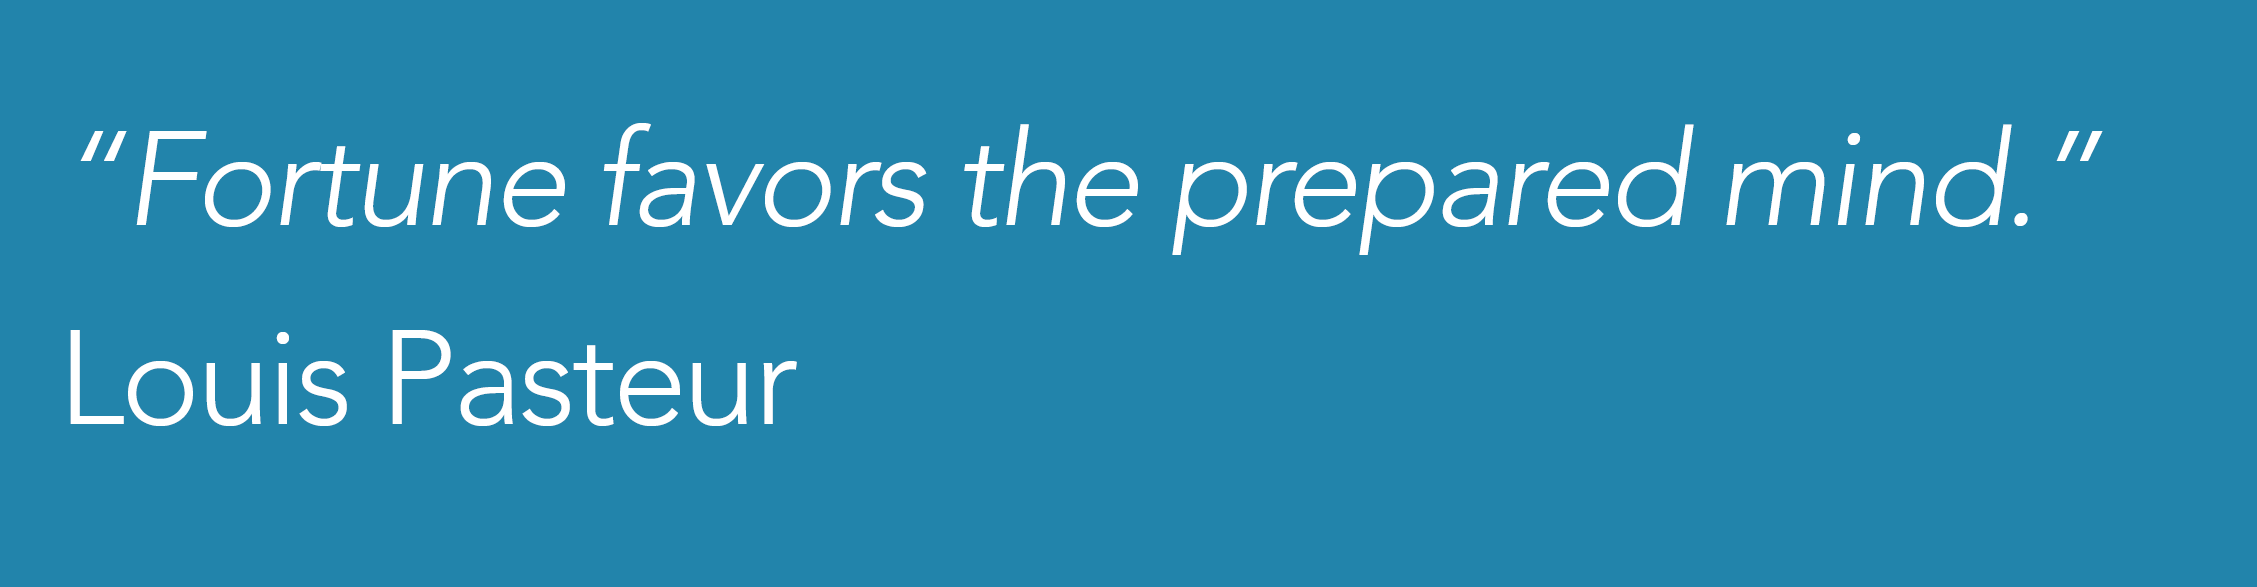 “Fortune favors the prepared mind.”
Louis Pasteur